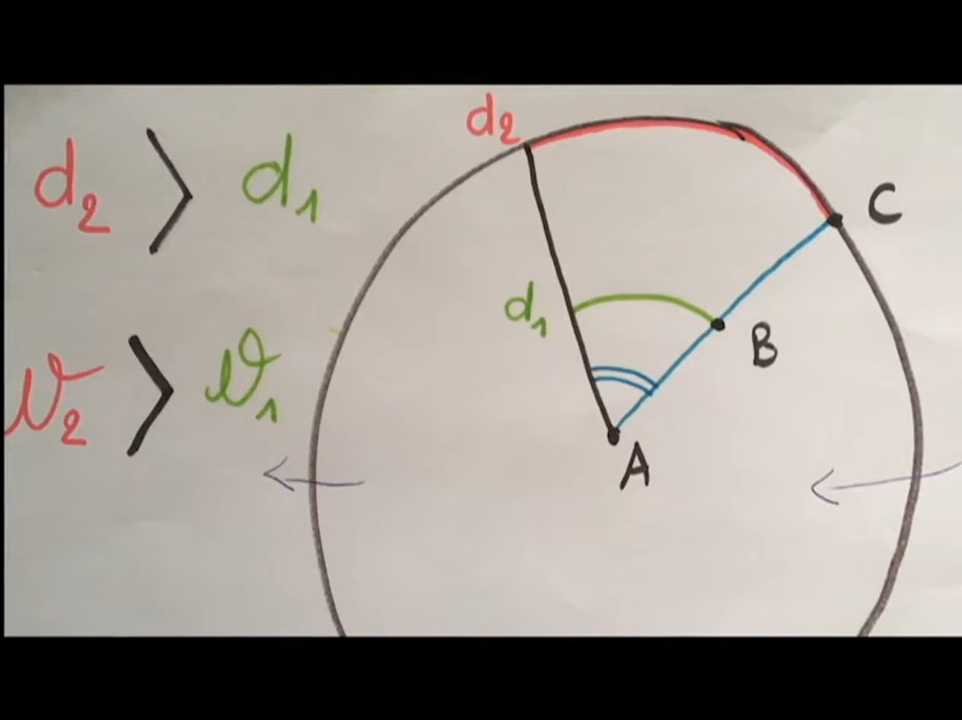 d₂ > d₁
v₂ > v₁
d₂
C
d₁
B
A